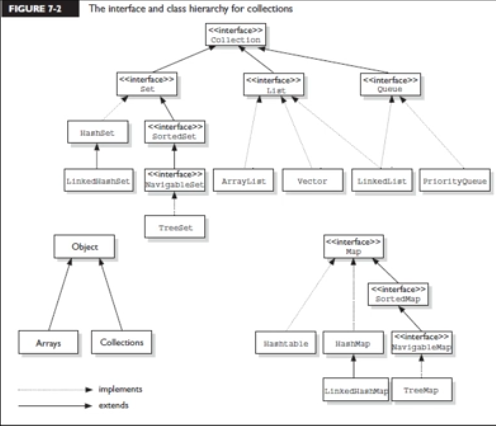 FIGURE 7-2 The interface and class hierarchy for collections
<<interface>>
Collection
<<interface>>
Set
<<interface>>
List
<<interface>>
Queue
HashSet
<<interface>>
SortedSet
LinkedHashSet
<<interface>>
NavigableSet
ArrayList
Vector
LinkedList
PriorityQueue
TreeSet
Object
<<interface>>
Map
<<interface>>
SortedMap
Arrays
Collections
Hashtable
HashMap
<<interface>>
NavigableMap
implements
extends
LinkedHashMap
TreeMap